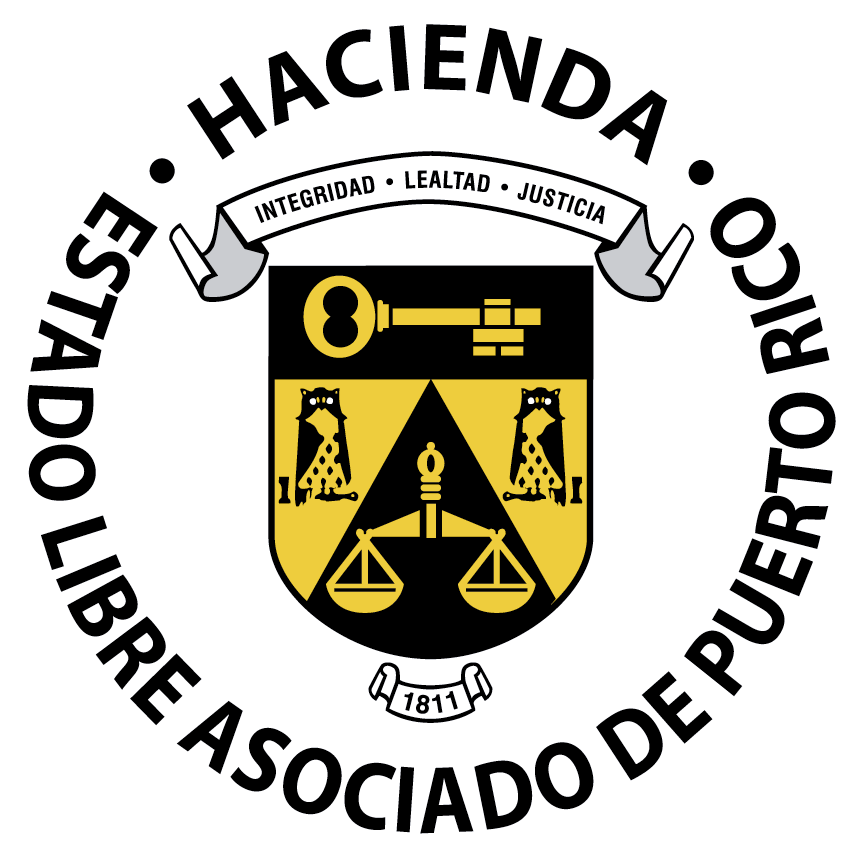 HACIENDA
INTEGRIDAD • LEALTAD • JUSTICIA
1811
• ESTADO LIBRE ASOCIADO DE PUERTO RICO •